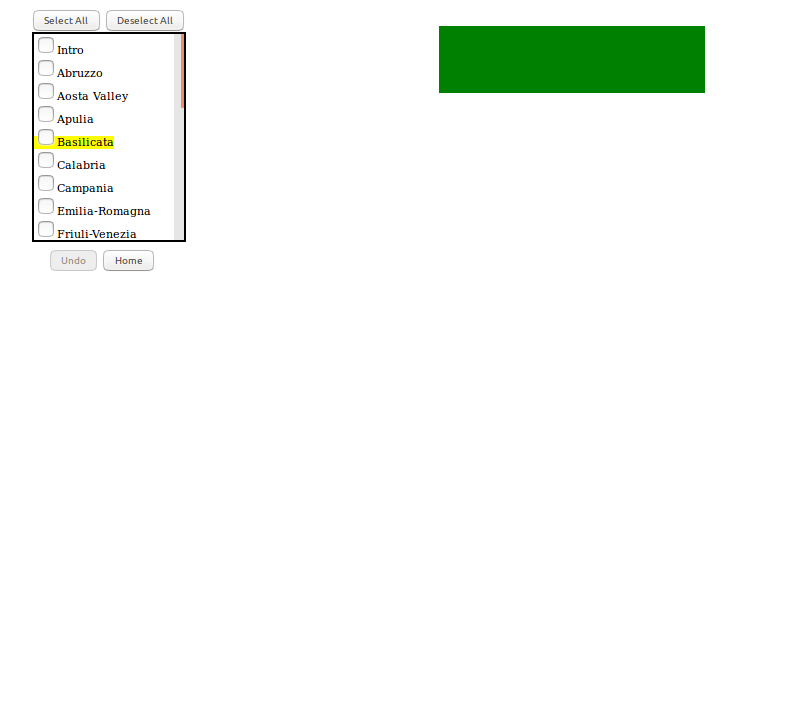 Select All Deselect All
Intro
Abruzzo
Aosta Valley
Apulia
Basilicata
Calabria
Campania
Emilia-Romagna
Friuli-Venezia
Undo Home